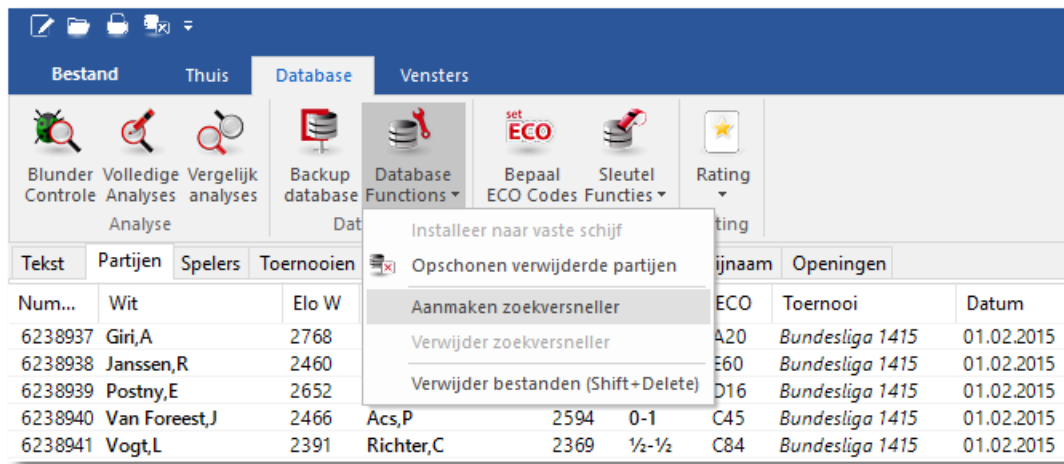 Bestand Thuis Database Vensters
set
ECO
Blunder Volledige Vergelijk Backup Database Bepaal Sleutel Rating
Controle Analyses analyses database Functions ECO Codes Functies
Analyse Dat ting
Installeer naar vaste schijf
Tekst Partijen Spelers Toernooien Opschonen verwijderde partijen ijnaam Openingen
Num... Wit Elo W Aanmaken zoekversneller ECO Toernooi Datum
6238937 Giri,A 2768 A20 Bundesliga 1415 01.02.2015
6238938 Janssen,R 2460 Verwijder zoekversneller E60 Bundesliga 1415 01.02.2015
6238939 Postny,E 2652 Verwijder bestanden (Shift+Delete) D16 Bundesliga 1415 01.02.2015
6238940 Van Foreest,J 2466 Acs,P 2594 0-1 C45 Bundesliga 1415 01.02.2015
6238941 Vogt,L 2391 Richter,C 2369 ½-½ C84 Bundesliga 1415 01.02.2015